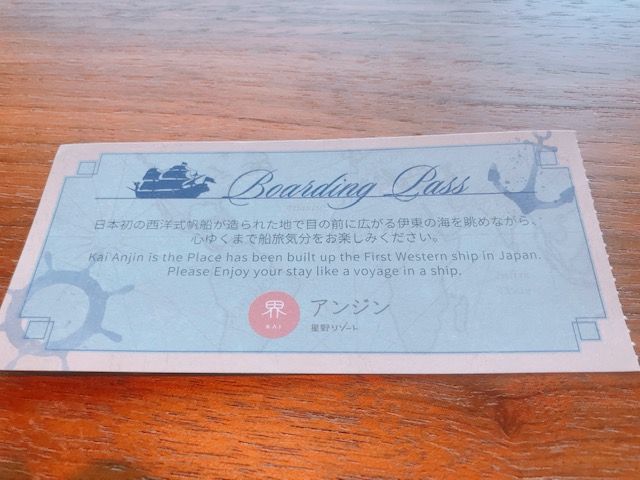 Boarding Pass
日本初の西洋式帆船が造られた地で目の前に広がる伊東の海を眺めながら、
心ゆくまで船旅気分をお楽しみください。
Kai Anjin is the Place has been built up the First Western ship in Japan.
Please Enjoy your stay like a voyage in a ship.
界 アンジン
KAI 星野リゾート